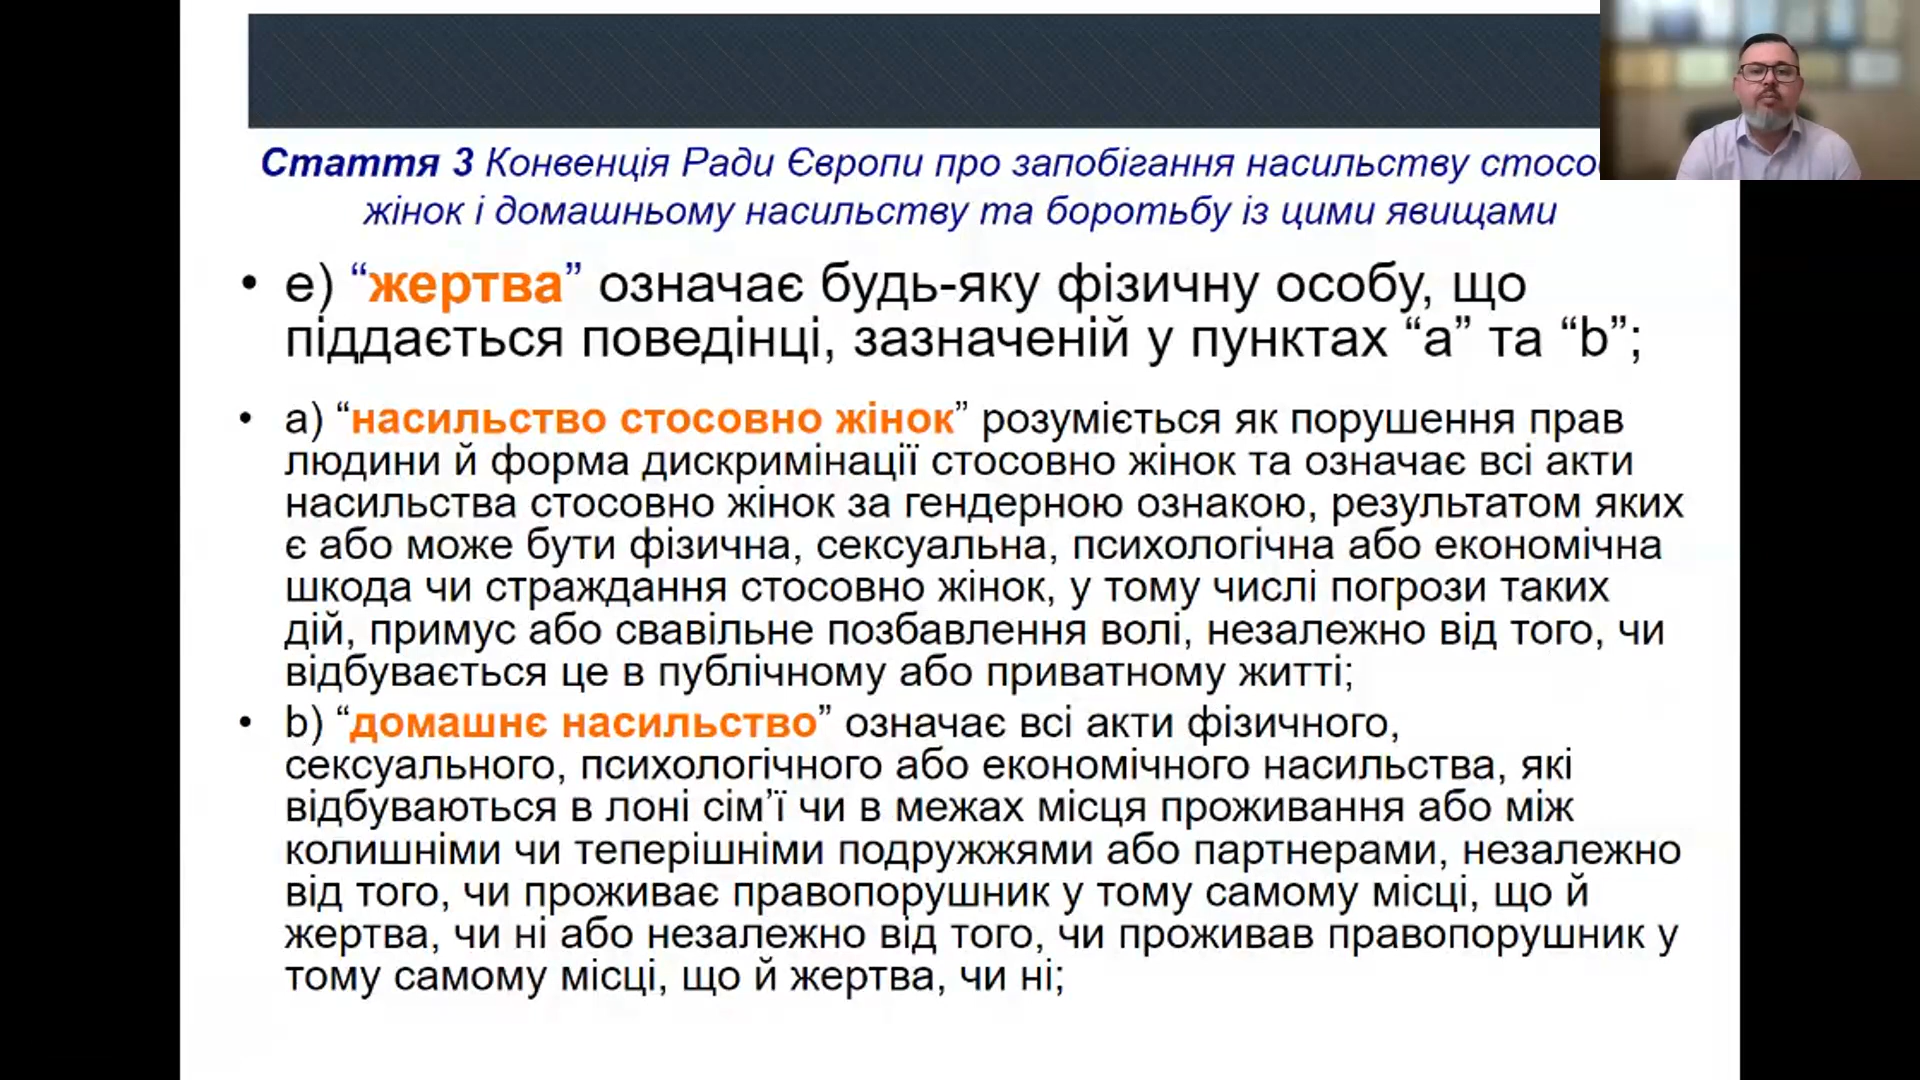 Стаття 3 Конвенція Ради Європи про запобігання насильству
жінок і домашньому насильству та боротьбу із цими явищами
• е) “жертва” означає будь-яку фізичну особу, що
піддається поведінці, зазначеній у пунктах “a” та “b”;
• а) “насильство стосовно жінок” розуміється як порушення прав
людини й форма дискримінації стосовно жінок та означає всі акти
насильства стосовно жінок за гендерною ознакою, результатом яких
є або може бути фізична, сексуальна, психологічна або економічна
шкода чи страждання стосовно жінок, у тому числі погрози таких
дій, примус або свавільне позбавлення волі, незалежно від того, чи
відбувається це в публічному або приватному житті;
• b) “домашнє насильство” означає всі акти фізичного,
сексуального, психологічного або економічного насильства, які
відбуваються в лоні сім’ї чи в межах місця проживання або між
колишніми чи теперішніми подружжями або партнерами, незалежно
від того, чи проживає правопорушник у тому самому місці, що й
жертва, чи ні або незалежно від того, чи проживав правопорушник у
тому самому місці, що й жертва, чи ні;